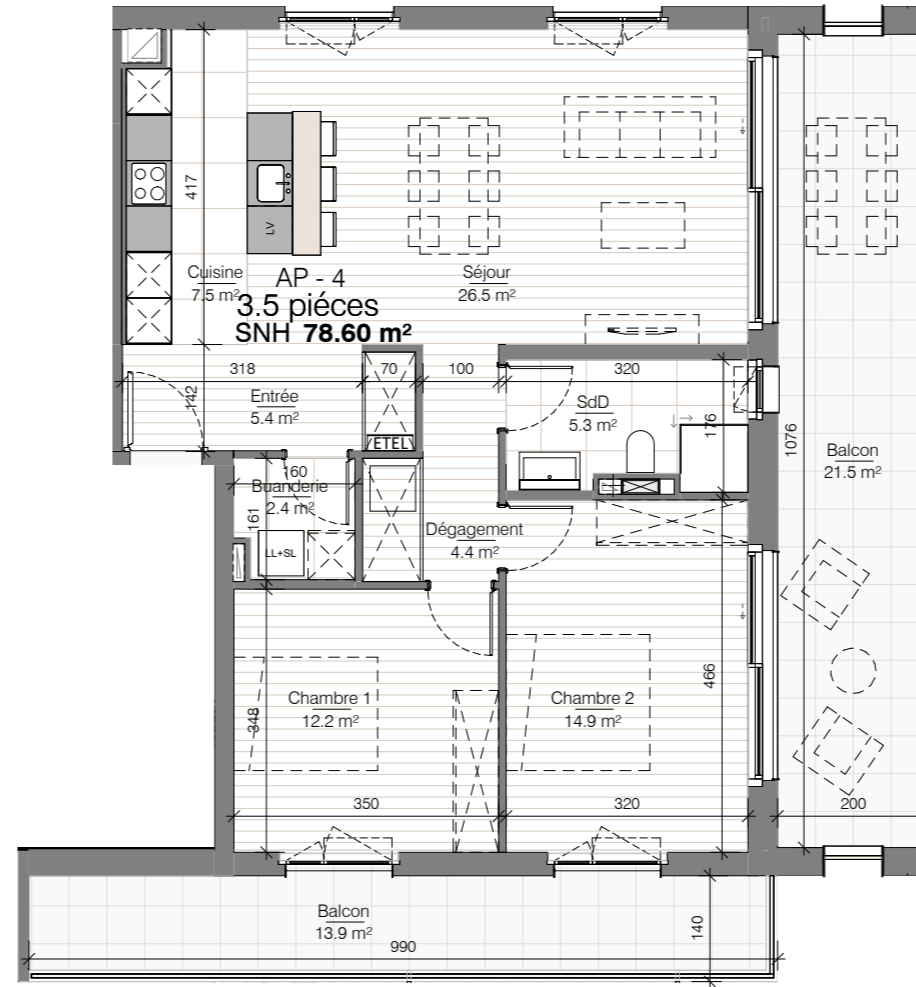 417
LV
Cuisine
7.5 m²
AP - 4
3.5 piéces
SNH 78.60 m²
Séjour
26.5 m²
318
70
100
320
142
Entrée
5.4 m²
ETEL
SdD
5.3 m²
176
1076
Balcon
21.5 m²
160
Buanderie
2.4 m²
161
LL+SL
Dégagement
4.4 m²
466
Chambre 1
12.2 m²
348
Chambre 2
14.9 m²
350
320
200
Balcon
13.9 m²
990
140